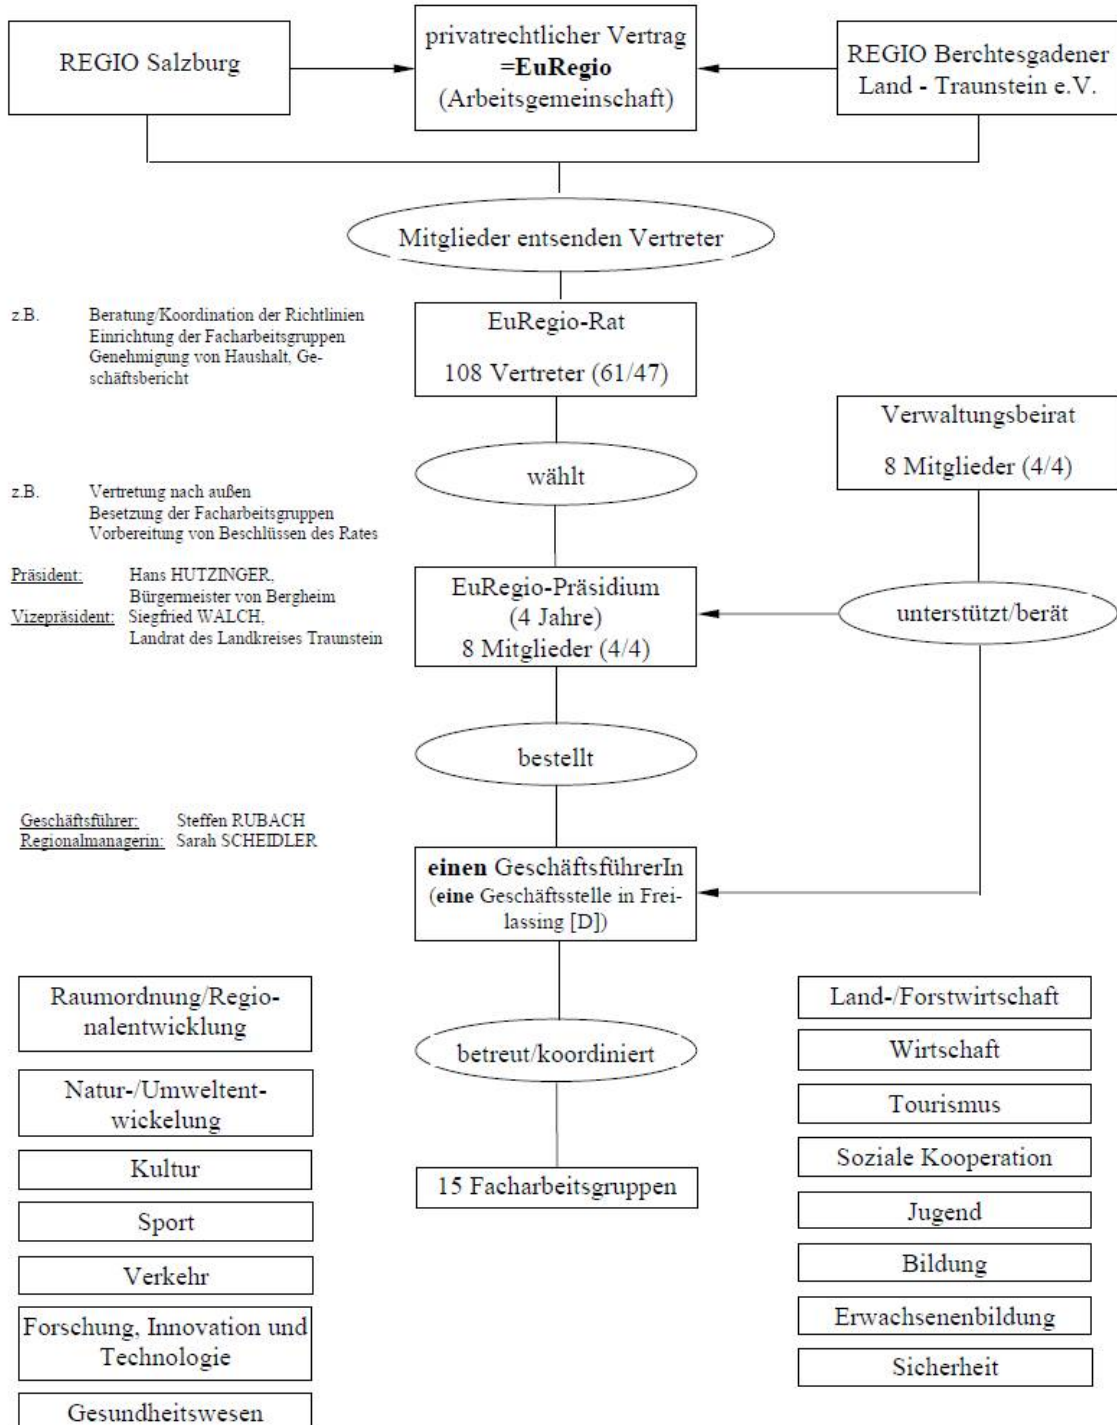 REGIO Salzburg
privatrechtlicher Vertrag
=EuRegio
(Arbeitsgemeinschaft)
REGIO Berchtesgadener
Land - Traunstein e.V.
Mitglieder entsenden Vertreter
z.B. Beratung/Koordination der Richtlinien
Einrichtung der Facharbeitsgruppen
Genehmigung von Haushalt, Ge-
schäftsbericht
EuRegio-Rat
108 Vertreter (61/47)
Verwaltungsbeirat
8 Mitglieder (4/4)
wählt
z.B. Vertretung nach außen
Besetzung der Facharbeitsgruppen
Vorbereitung von Beschlüssen des Rates
Präsident: Hans HUTZINGER,
Bürgermeister von Bergheim
Vizepräsident: Siegfried WALCH,
Landrat des Landkreises Traunstein
EuRegio-Präsidium
(4 Jahre)
8 Mitglieder (4/4)
unterstützt/berät
bestellt
Geschäftsführer: Steffen RUBACH
Regionalmanagerin: Sarah SCHEIDLER
einen GeschäftsführerIn
(eine Geschäftsstelle in Frei-
lassing [D])
betreut/koordiniert
15 Facharbeitsgruppen
Raumordnung/Regio-
nalentwicklung
Natur-/Umweltent-
wickelung
Kultur
Sport
Verkehr
Forschung, Innovation und
Technologie
Gesundheitswesen
Land-/Forstwirtschaft
Wirtschaft
Tourismus
Soziale Kooperation
Jugend
Bildung
Erwachsenenbildung
Sicherheit